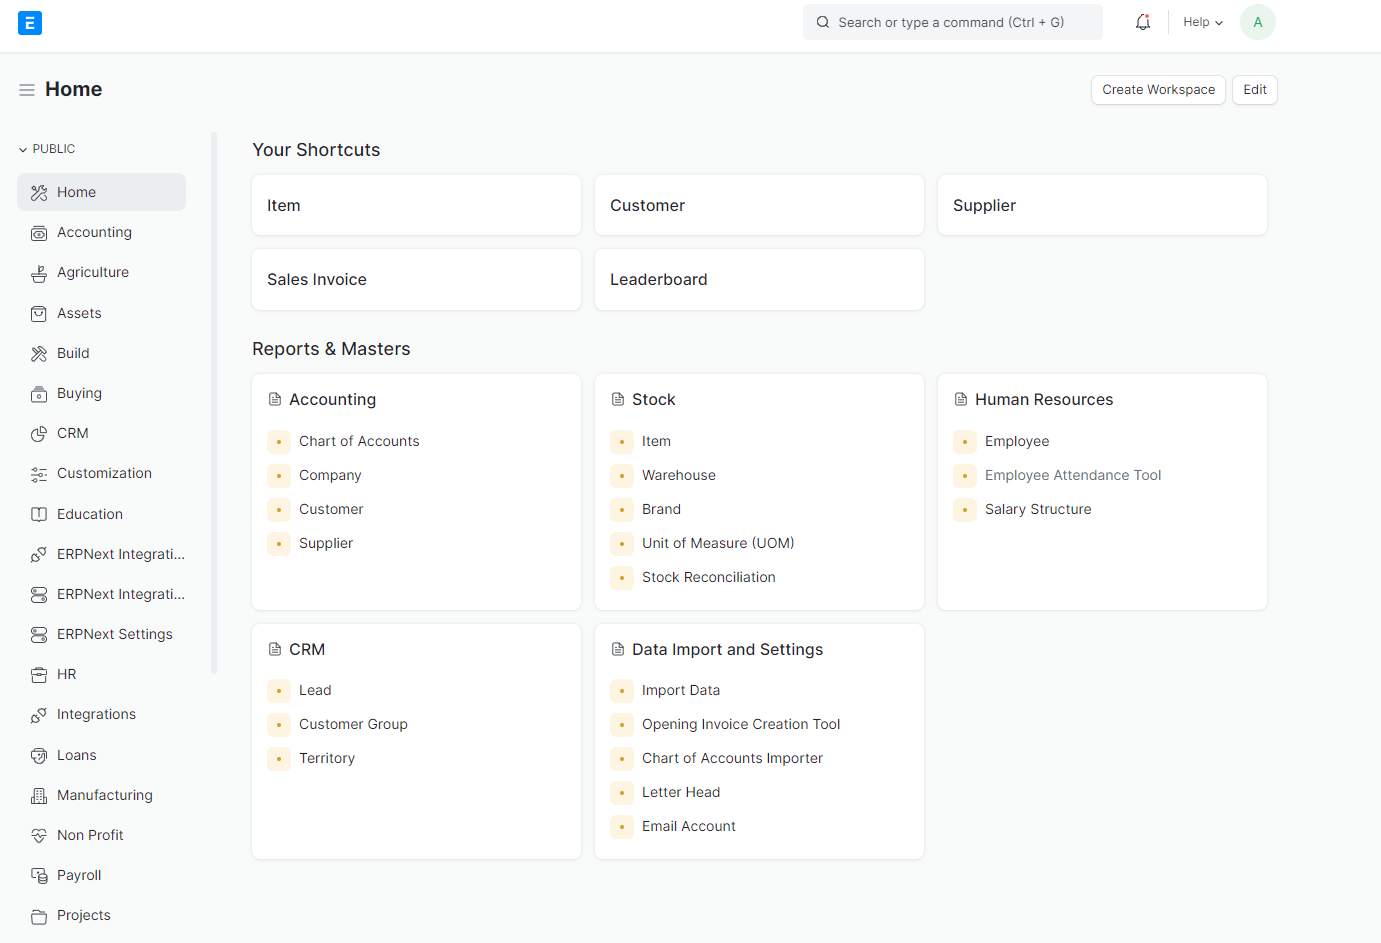 E
Search or type a command (Ctrl + G)
Help
A
Home
Create Workspace
Edit
PUBLIC
Home
Accounting
Agriculture
Assets
Build
Buying
CRM
Customization
Education
ERPNext Integrati...
ERPNext Integrati...
ERPNext Settings
HR
Integrations
Loans
Manufacturing
Non Profit
Payroll
Projects
Your Shortcuts
Item
Customer
Supplier
Sales Invoice
Leaderboard
Reports & Masters
Accounting
Chart of Accounts
Company
Customer
Supplier
Stock
Item
Warehouse
Brand
Unit of Measure (UOM)
Stock Reconciliation
Human Resources
Employee
Employee Attendance Tool
Salary Structure
CRM
Lead
Customer Group
Territory
Data Import and Settings
Import Data
Opening Invoice Creation Tool
Chart of Accounts Importer
Letter Head
Email Account